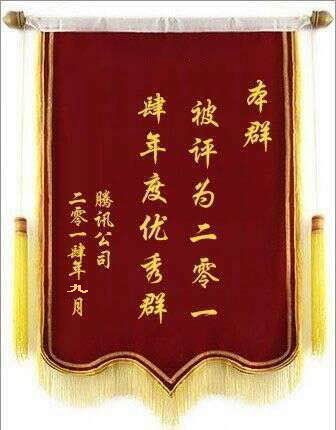 本群
被评为二零一
肆年度优秀群
腾讯公司
二零一肆年九月